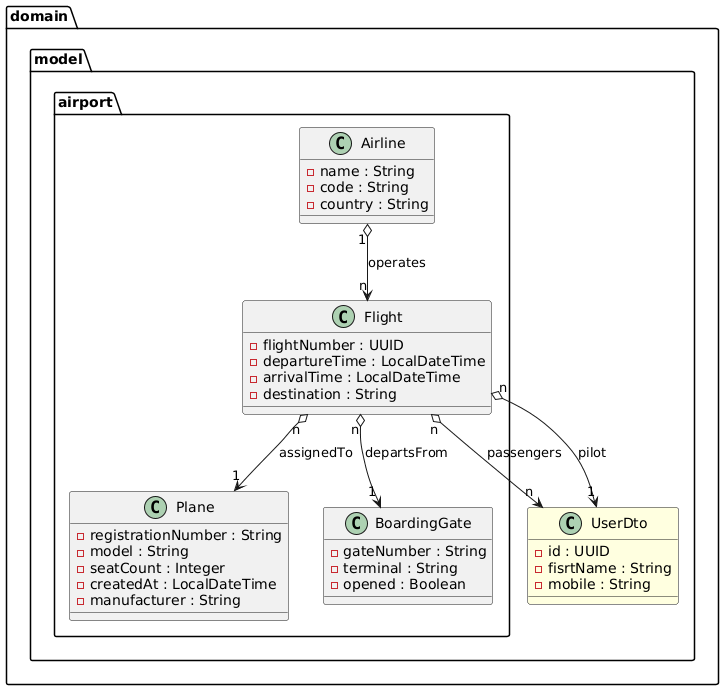 domain
model
airport
C Airline
name : String
code : String
country : String
1
operates
n
C Flight
flightNumber : UUID
departureTime : LocalDateTime
arrivalTime : LocalDateTime
destination : String
n
n
n
n
assignedTo
departsFrom
passengers
pilot
1
1
n
1
C Plane
registrationNumber : String
model : String
seatCount : Integer
createdAt : LocalDateTime
manufacturer : String
C BoardingGate
gateNumber : String
terminal : String
opened : Boolean
C UserDto
id : UUID
fisrtName : String
mobile : String